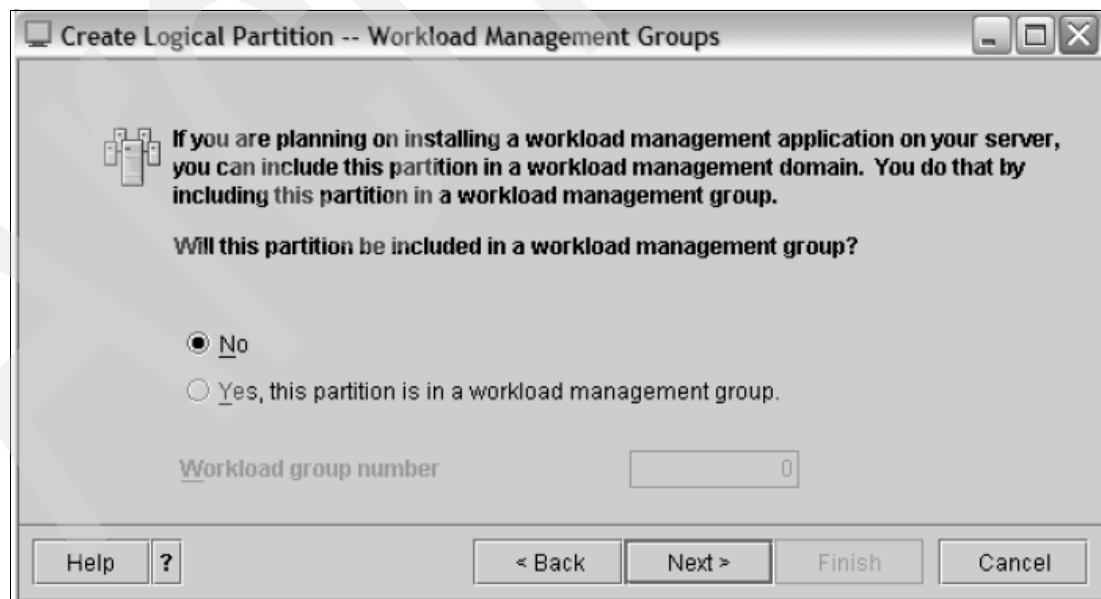 Create Logical Partition -- Workload Management Groups
If you are planning on installing a workload management application on your server,
you can include this partition in a workload management domain. You do that by
including this partition in a workload management group.
Will this partition be included in a workload management group?
No
Yes, this partition is in a workload management group.
Workload group number 0
Help ? < Back Next > Finish Cancel